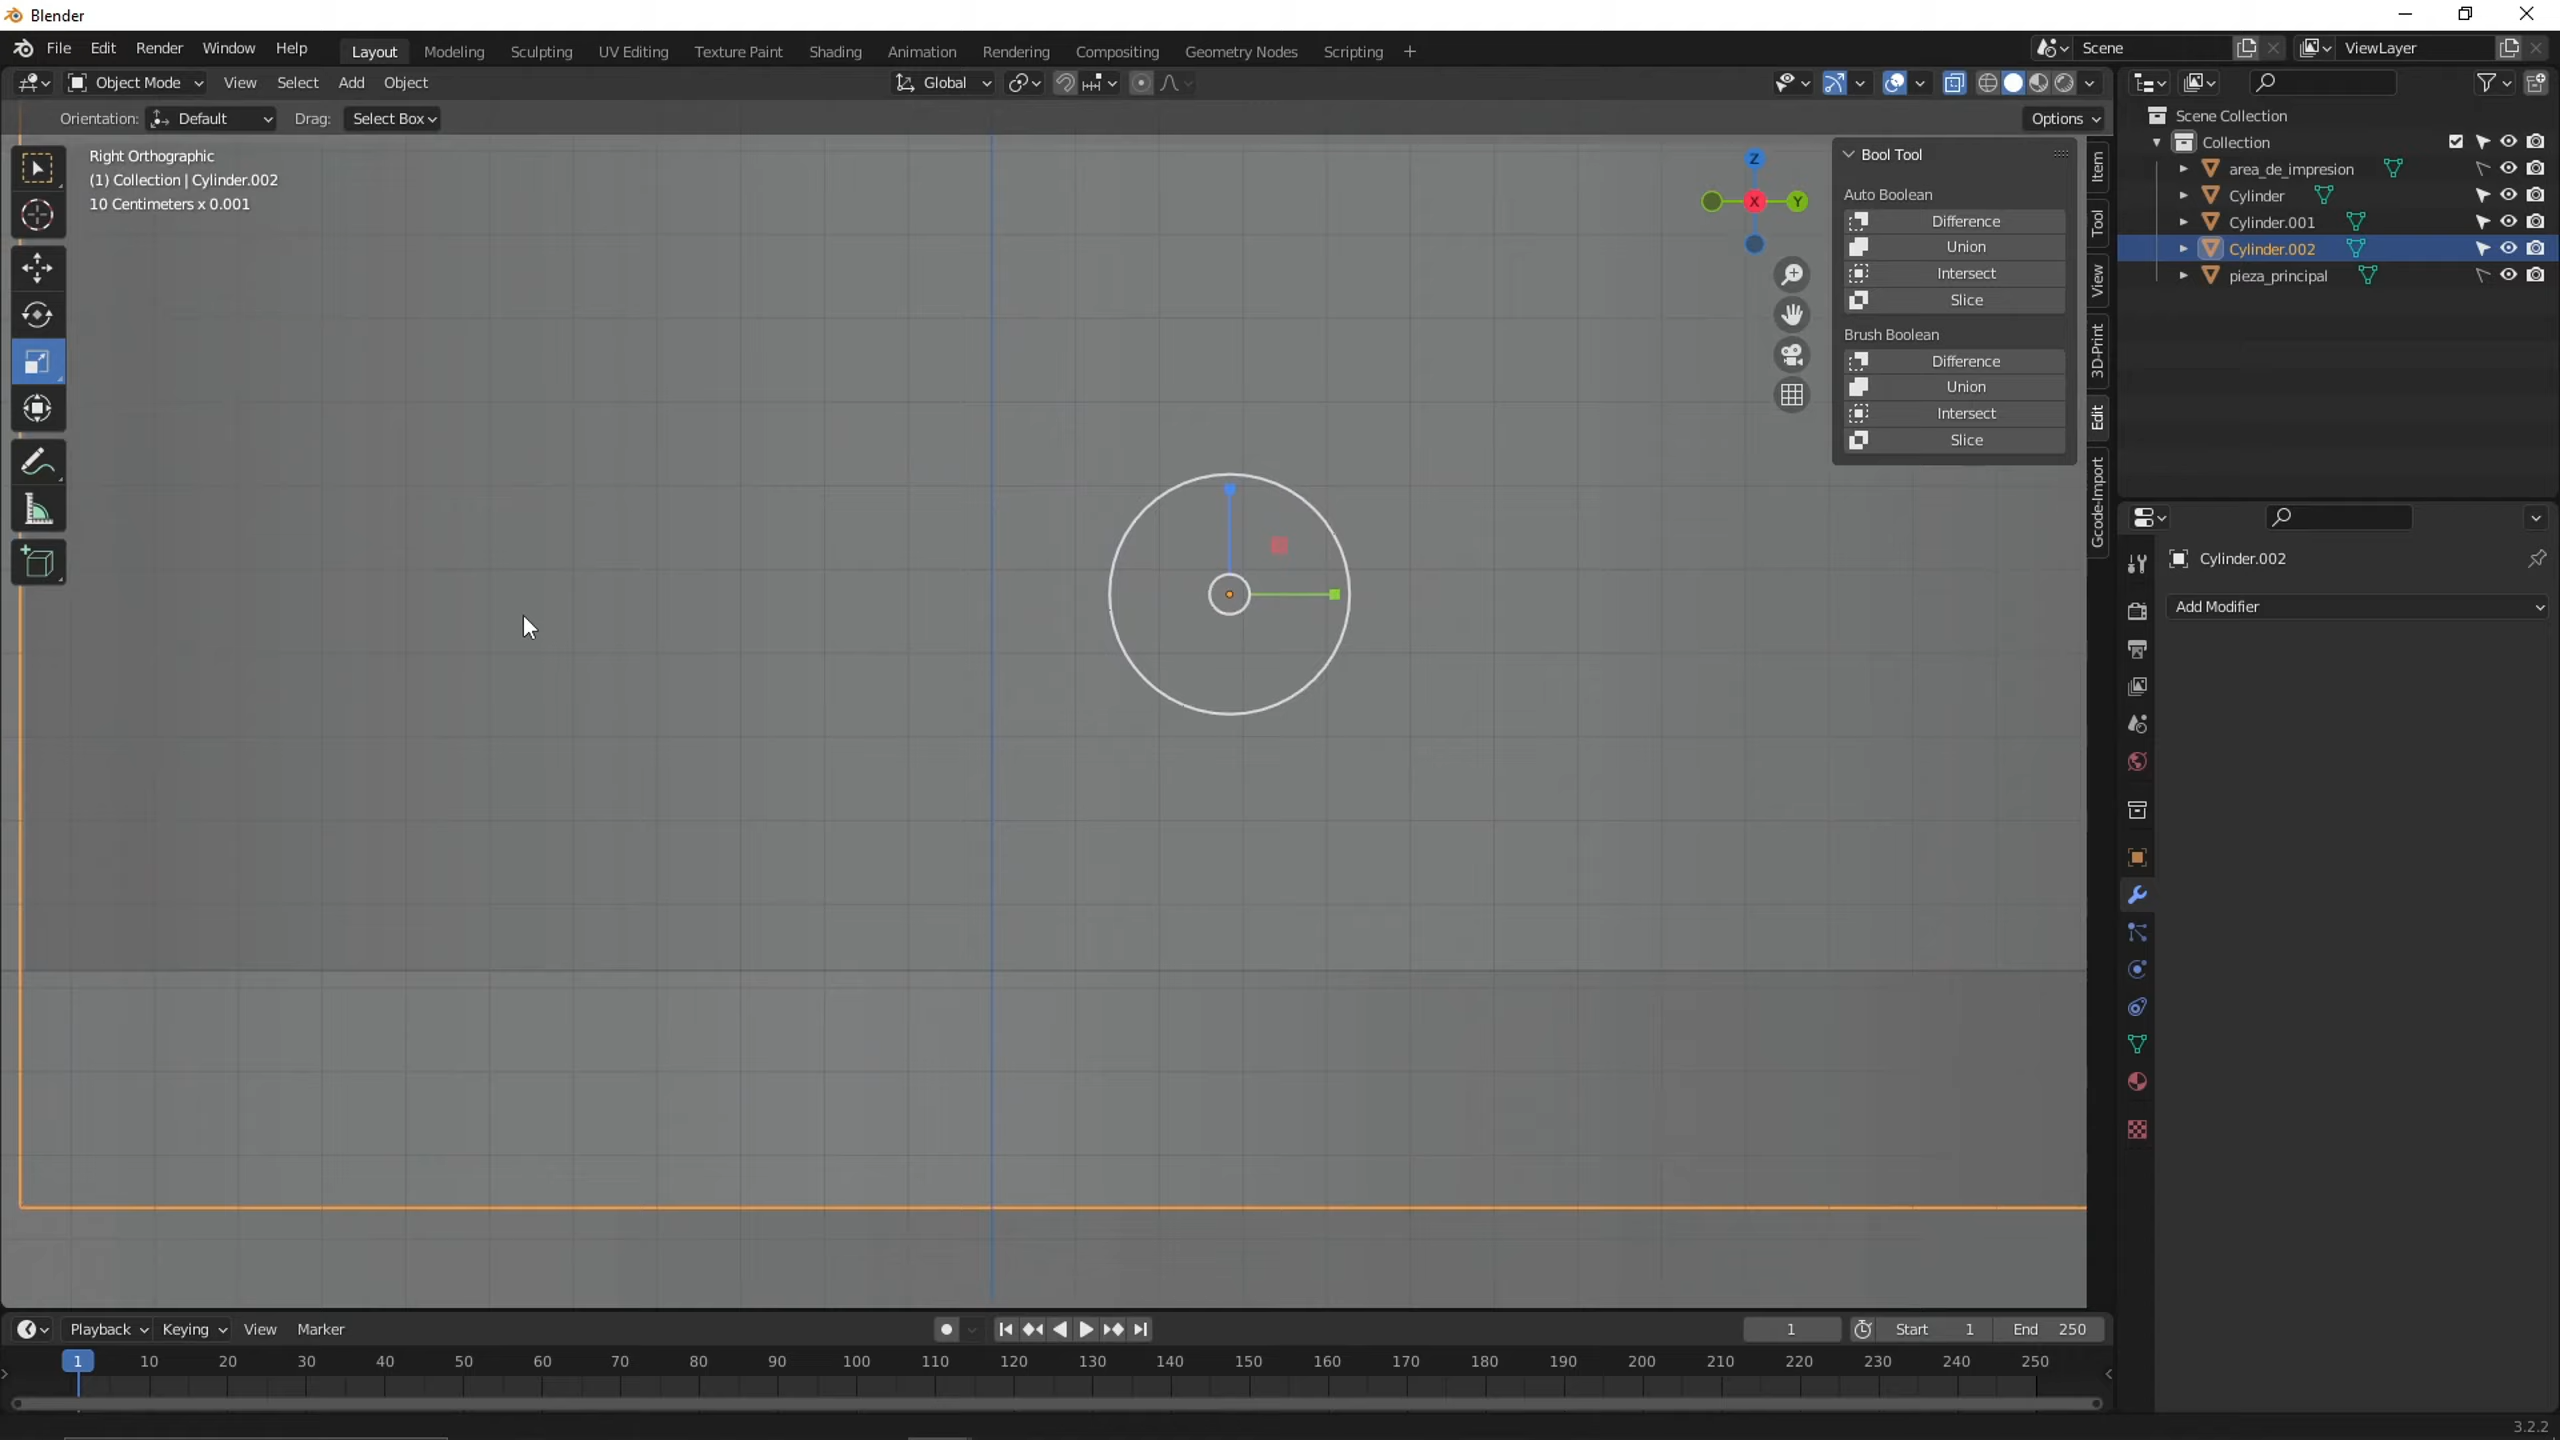 Blender
File Edit Render Window Help
Layout Modeling Sculpting UV Editing Texture Paint Shading Animation Rendering Compositing Geometry Nodes Scripting +
Scene
ViewLayer
Object Mode View Select Add Object
Global
Orientation: Default Drag: Select Box
Options
Right Orthographic
(1) Collection | Cylinder.002
10 Centimeters x 0.001
Z
X
Y
Bool Tool
Auto Boolean
Difference
Union
Intersect
Slice
Brush Boolean
Difference
Union
Intersect
Slice
Item
Tool
View
3D-Print
Edit
Gcode-Import
Scene Collection
Collection
area_de_impresion
Cylinder
Cylinder.001
Cylinder.002
pieza_principal
Cylinder.002
Add Modifier
Playback Keying View Marker
1
Start 1 End 250
1 10 20 30 40 50 60 70 80 90 100 110 120 130 140 150 160 170 180 190 200 210 220 230 240 250
3.2.2